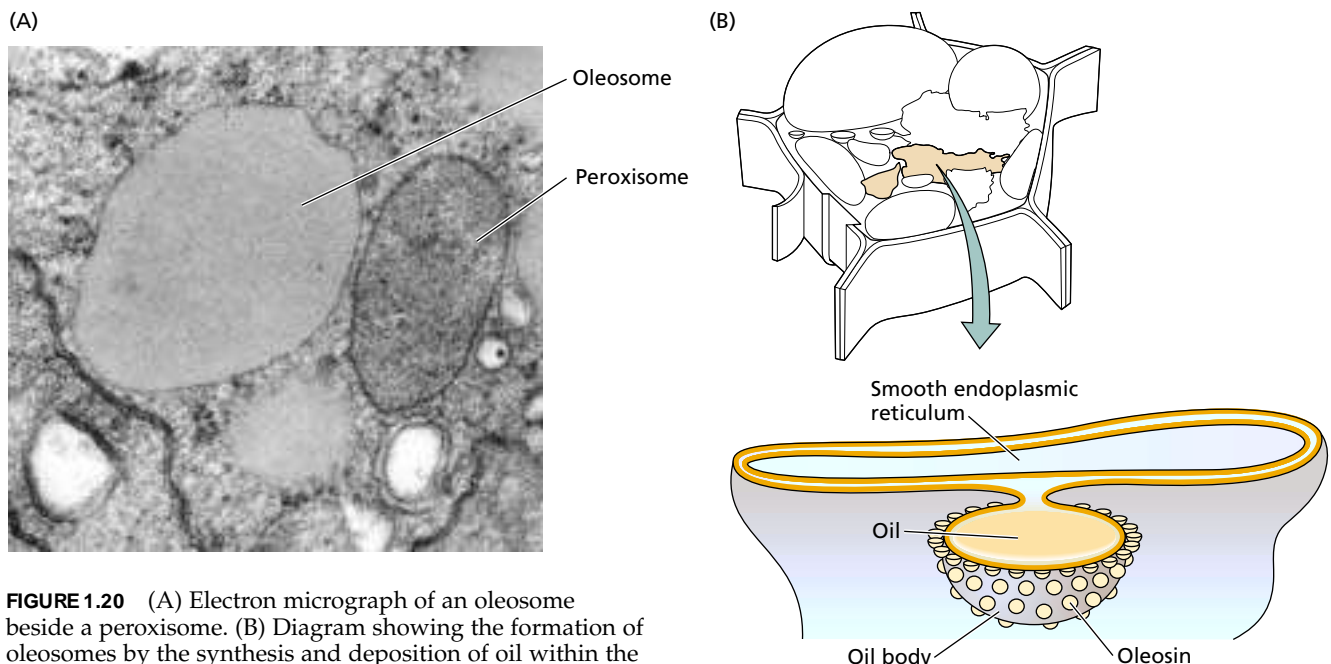 (A)
Oleosome
Peroxisome
(B)
Smooth endoplasmic
reticulum
Oil
Oil body
Oleosin
FIGURE 1.20 (A) Electron micrograph of an oleosome
beside a peroxisome. (B) Diagram showing the formation of
oleosomes by the synthesis and deposition of oil within the